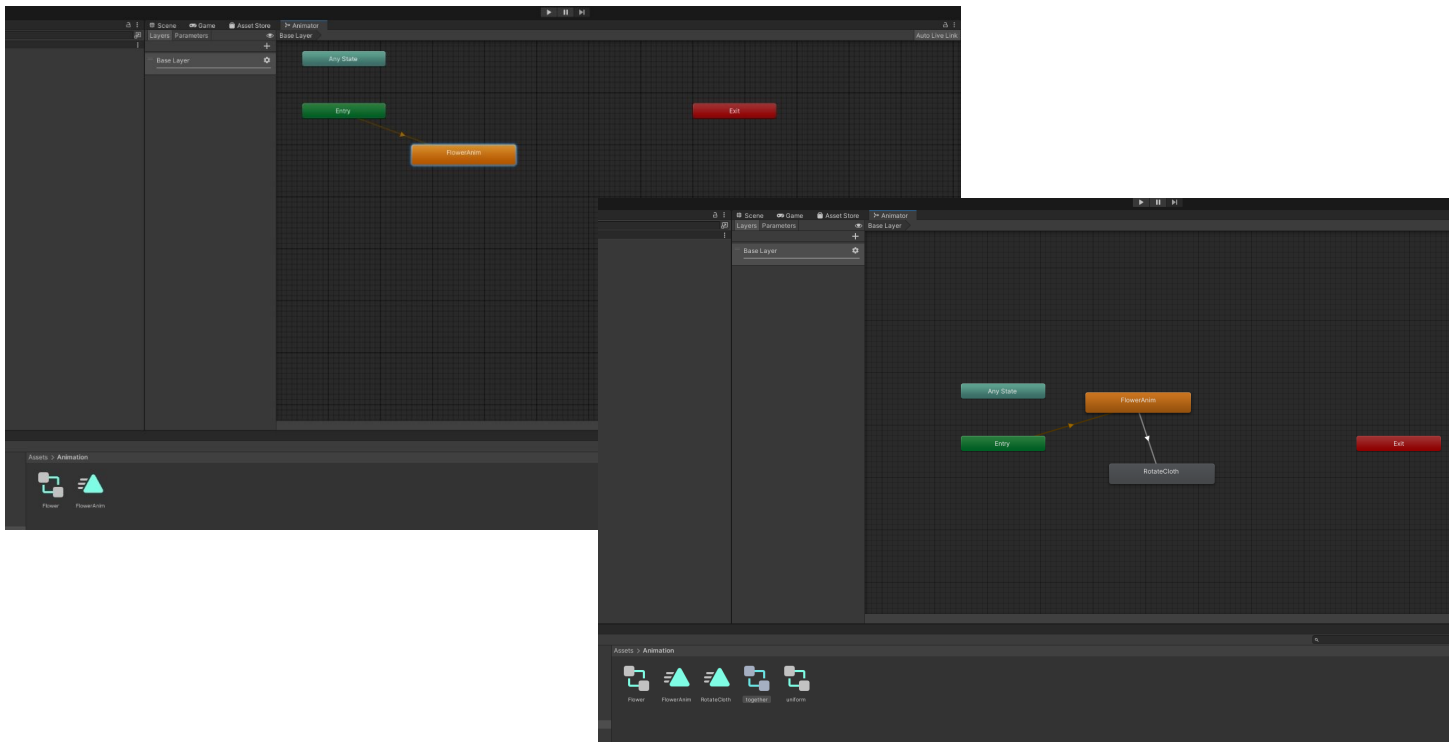 Scene Game Asset Store Animator
Layers Parameters Base Layer Auto Live Link
Base Layer
Any State
Entry
Exit
FlowerAnim
Assets > Animation
Flower FlowerAnim
Scene Game Asset Store Animator
Layers Parameters Base Layer
Base Layer
Any State
FlowerAnim
Entry
Exit
RotateCloth
Assets > Animation
Flower FlowerAnim RotateCloth together uniform